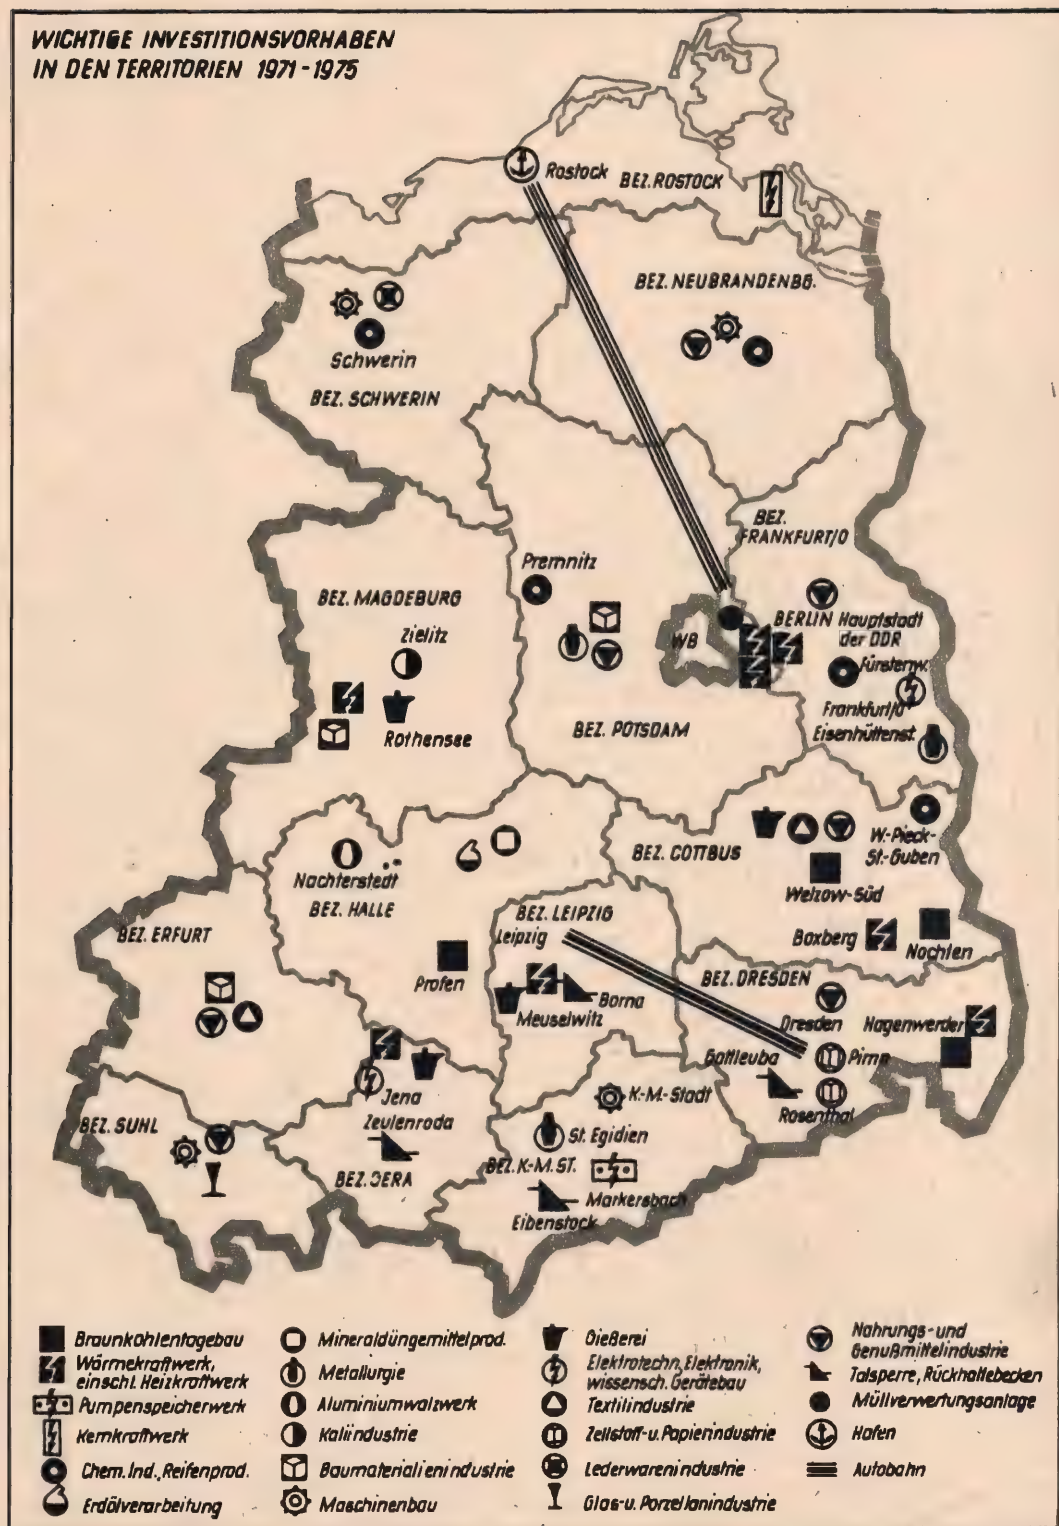 WICHTIGE INVESTITIONSVORHABEN
IN DEN TERRITORIEN 1971-1975
Rostock
BEZ. ROSTOCK
BEZ. NEUBRANDENBG.
Schwerin
BEZ. SCHWERIN
BEZ.
FRANKFURT/O
Premnitz
BEZ. MAGDEBURG
Zielitz
BERLIN Hauptstadt
der DDR
WB
Fürstenw.
Frankfurt/O
Eisenhüttenst.
Rothensee
BEZ. POTSDAM
W.-Pieck-
St.-Guben
BEZ. COTTBUS
Welzow-Süd
Nachterstedt
BEZ. HALLE
BEZ. LEIPZIG
Leipzig
BEZ. ERFURT
Boxberg
Nochten
Profen
Borna
Meuselwitz
BEZ. DRESDEN
Dresden
Hagenwerder
Gottleuba
Pirna
Rosenthal
Jena
Zeulenroda
K.-M.-Stadt
BEZ. SUHL
St. Egidien
BEZ. K-M. ST.
BEZ. GERA
Markersbach
Eibenstock
Braunkohlentagebau
Wärmekraftwerk,
einschl. Heizkraftwerk
Pumpenspeicherwerk
Kernkraftwerk
Chem. Ind., Reifenprod.
Erdölverarbeitung
Mineraldüngemittelprod.
Metallurgie
Aluminiumwalzwerk
Kaliindustrie
Baumaterialienindustrie
Maschinenbau
Gießerei
Elektrotechn., Elektronik,
wissensch. Gerätebau
Textilindustrie
Zellstoff-u. Papierindustrie
Lederwarenindustrie
Glas-u. Porzellanindustrie
Nahrungs-und
Genußmittelindustrie
Talsperre, Rückhaltebecken
Müllverwertungsanlage
Hafen
Autobahn